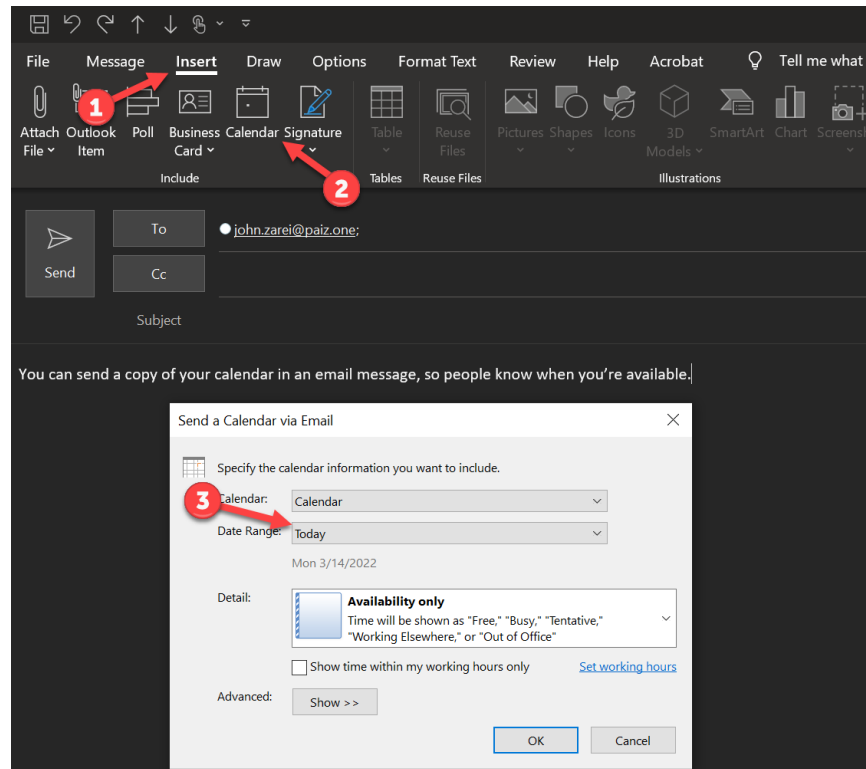 File Message Insert Draw Options Format Text Review Help Acrobat Tell me what
1
Attach File Outlook Item Poll Business Card Calendar Signature Table Reuse Files Pictures Shapes Icons 3D Models SmartArt Chart
2
Include Tables Reuse Files Illustrations
Send
To
john.zarei@paiz.one;
Cc
Subject
You can send a copy of your calendar in an email message, so people know when you're available.
Send a Calendar via Email
Specify the calendar information you want to include.
3
Calendar: Calendar
Date Range: Today
Mon 3/14/2022
Detail: Availability only
Time will be shown as "Free," "Busy," "Tentative,"
"Working Elsewhere," or "Out of Office"
Show time within my working hours only Set working hours
Advanced: Show >>
OK Cancel